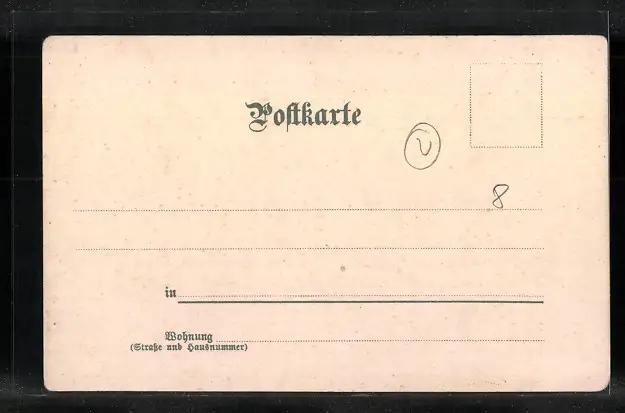 Postkarte
8
in
Wohnung
(Straße und Hausnummer)